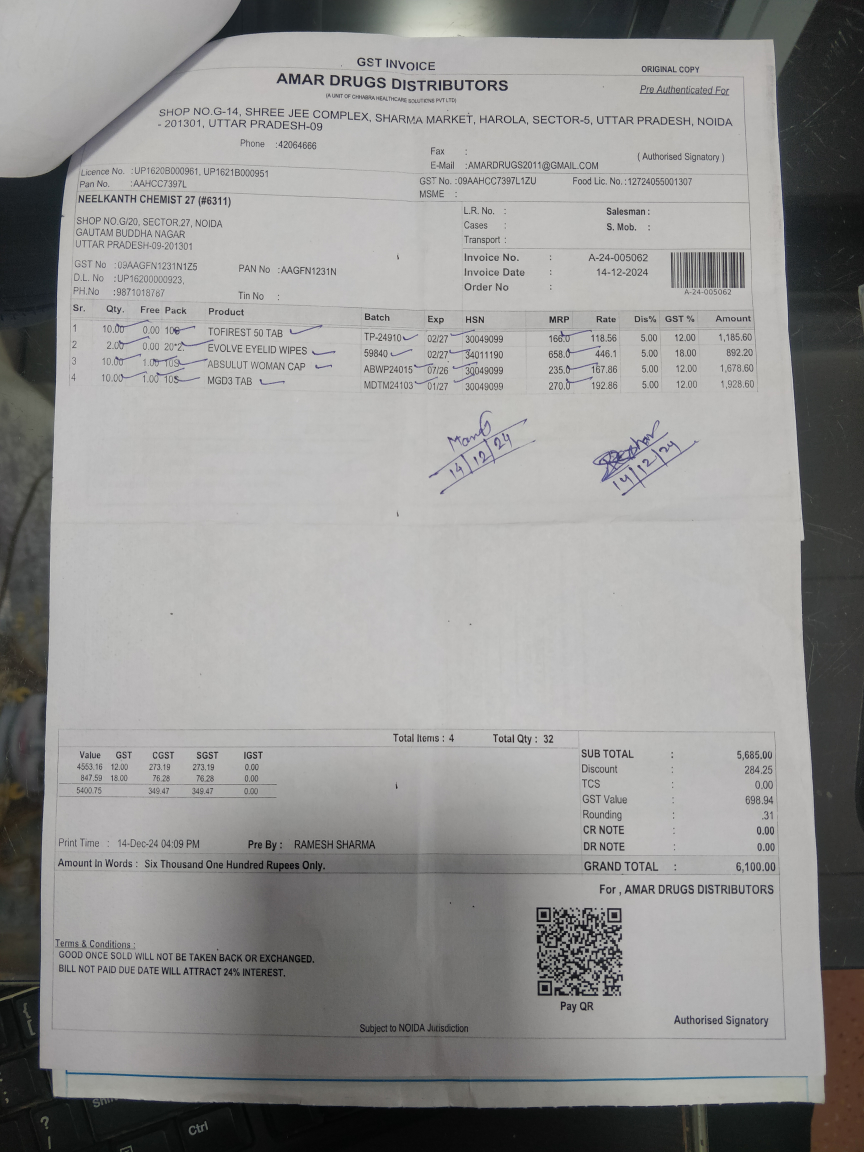 GST INVOICE
ORIGINAL COPY
AMAR DRUGS DISTRIBUTORS
Pre Authenticated For
(A UNIT OF CHHABRA HEALTHCARE SOLUTIONS PVT LTD)
SHOP NO.G-14, SHREE JEE COMPLEX, SHARMA MARKET, HAROLA, SECTOR-5, UTTAR PRADESH, NOIDA
- 201301, UTTAR PRADESH-09
Phone :42064666
Fax :
E-Mail :AMARDRUGS2011@GMAIL.COM
( Authorised Signatory )
Licence No. :UP1620B000961, UP1621B000951
GST No. :09AAHCC7397L1ZU Food Lic. No.:12724055001307
Pan No. :AAHCC7397L
MSME :
NEELKANTH CHEMIST 27 (#6311)
SHOP NO.G/20, SECTOR.27, NOIDA
GAUTAM BUDDHA NAGAR
UTTAR PRADESH-09-201301
GST No :09AAGFN1231N1Z5 PAN No :AAGFN1231N
D.L. No :UP16200000923,
PH.No :9871018787 Tin No :
L.R. No. : Salesman :
Cases : S. Mob. :
Transport :
Invoice No. : A-24-005062
Invoice Date : 14-12-2024
Order No :
A-24-005062
Sr. Qty. Free Pack Product Batch Exp HSN MRP Rate Dis% GST % Amount
1 10.00 0.00 10S TOFIREST 50 TAB TP-24910 02/27 30049099 166.0 118.56 5.00 12.00 1,185.60
2 2.00 0.00 20*2 EVOLVE EYELID WIPES 59840 02/27 34011190 658.0 446.1 5.00 18.00 892.20
3 10.00 1.00 10S ABSULUT WOMAN CAP ABWP24015 07/26 30049099 235.0 167.86 5.00 12.00 1,678.60
4 10.00 1.00 10S MGD3 TAB MDTM24103 01/27 30049099 270.0 192.86 5.00 12.00 1,928.60
14/12/24
14/12/24
Total Items : 4 Total Qty : 32
Value GST CGST SGST IGST
4553.16 12.00 273.19 273.19 0.00
847.59 18.00 76.28 76.28 0.00
5400.75 349.47 349.47 0.00
SUB TOTAL : 5,685.00
Discount : 284.25
TCS : 0.00
GST Value : 698.94
Rounding : .31
CR NOTE : 0.00
DR NOTE : 0.00
GRAND TOTAL : 6,100.00
Print Time : 14-Dec-24 04:09 PM Pre By : RAMESH SHARMA
Amount In Words : Six Thousand One Hundred Rupees Only.
For , AMAR DRUGS DISTRIBUTORS
Terms & Conditions :
GOOD ONCE SOLD WILL NOT BE TAKEN BACK OR EXCHANGED.
BILL NOT PAID DUE DATE WILL ATTRACT 24% INTEREST.
Pay QR
Authorised Signatory
Subject to NOIDA Jurisdiction
Ctrl